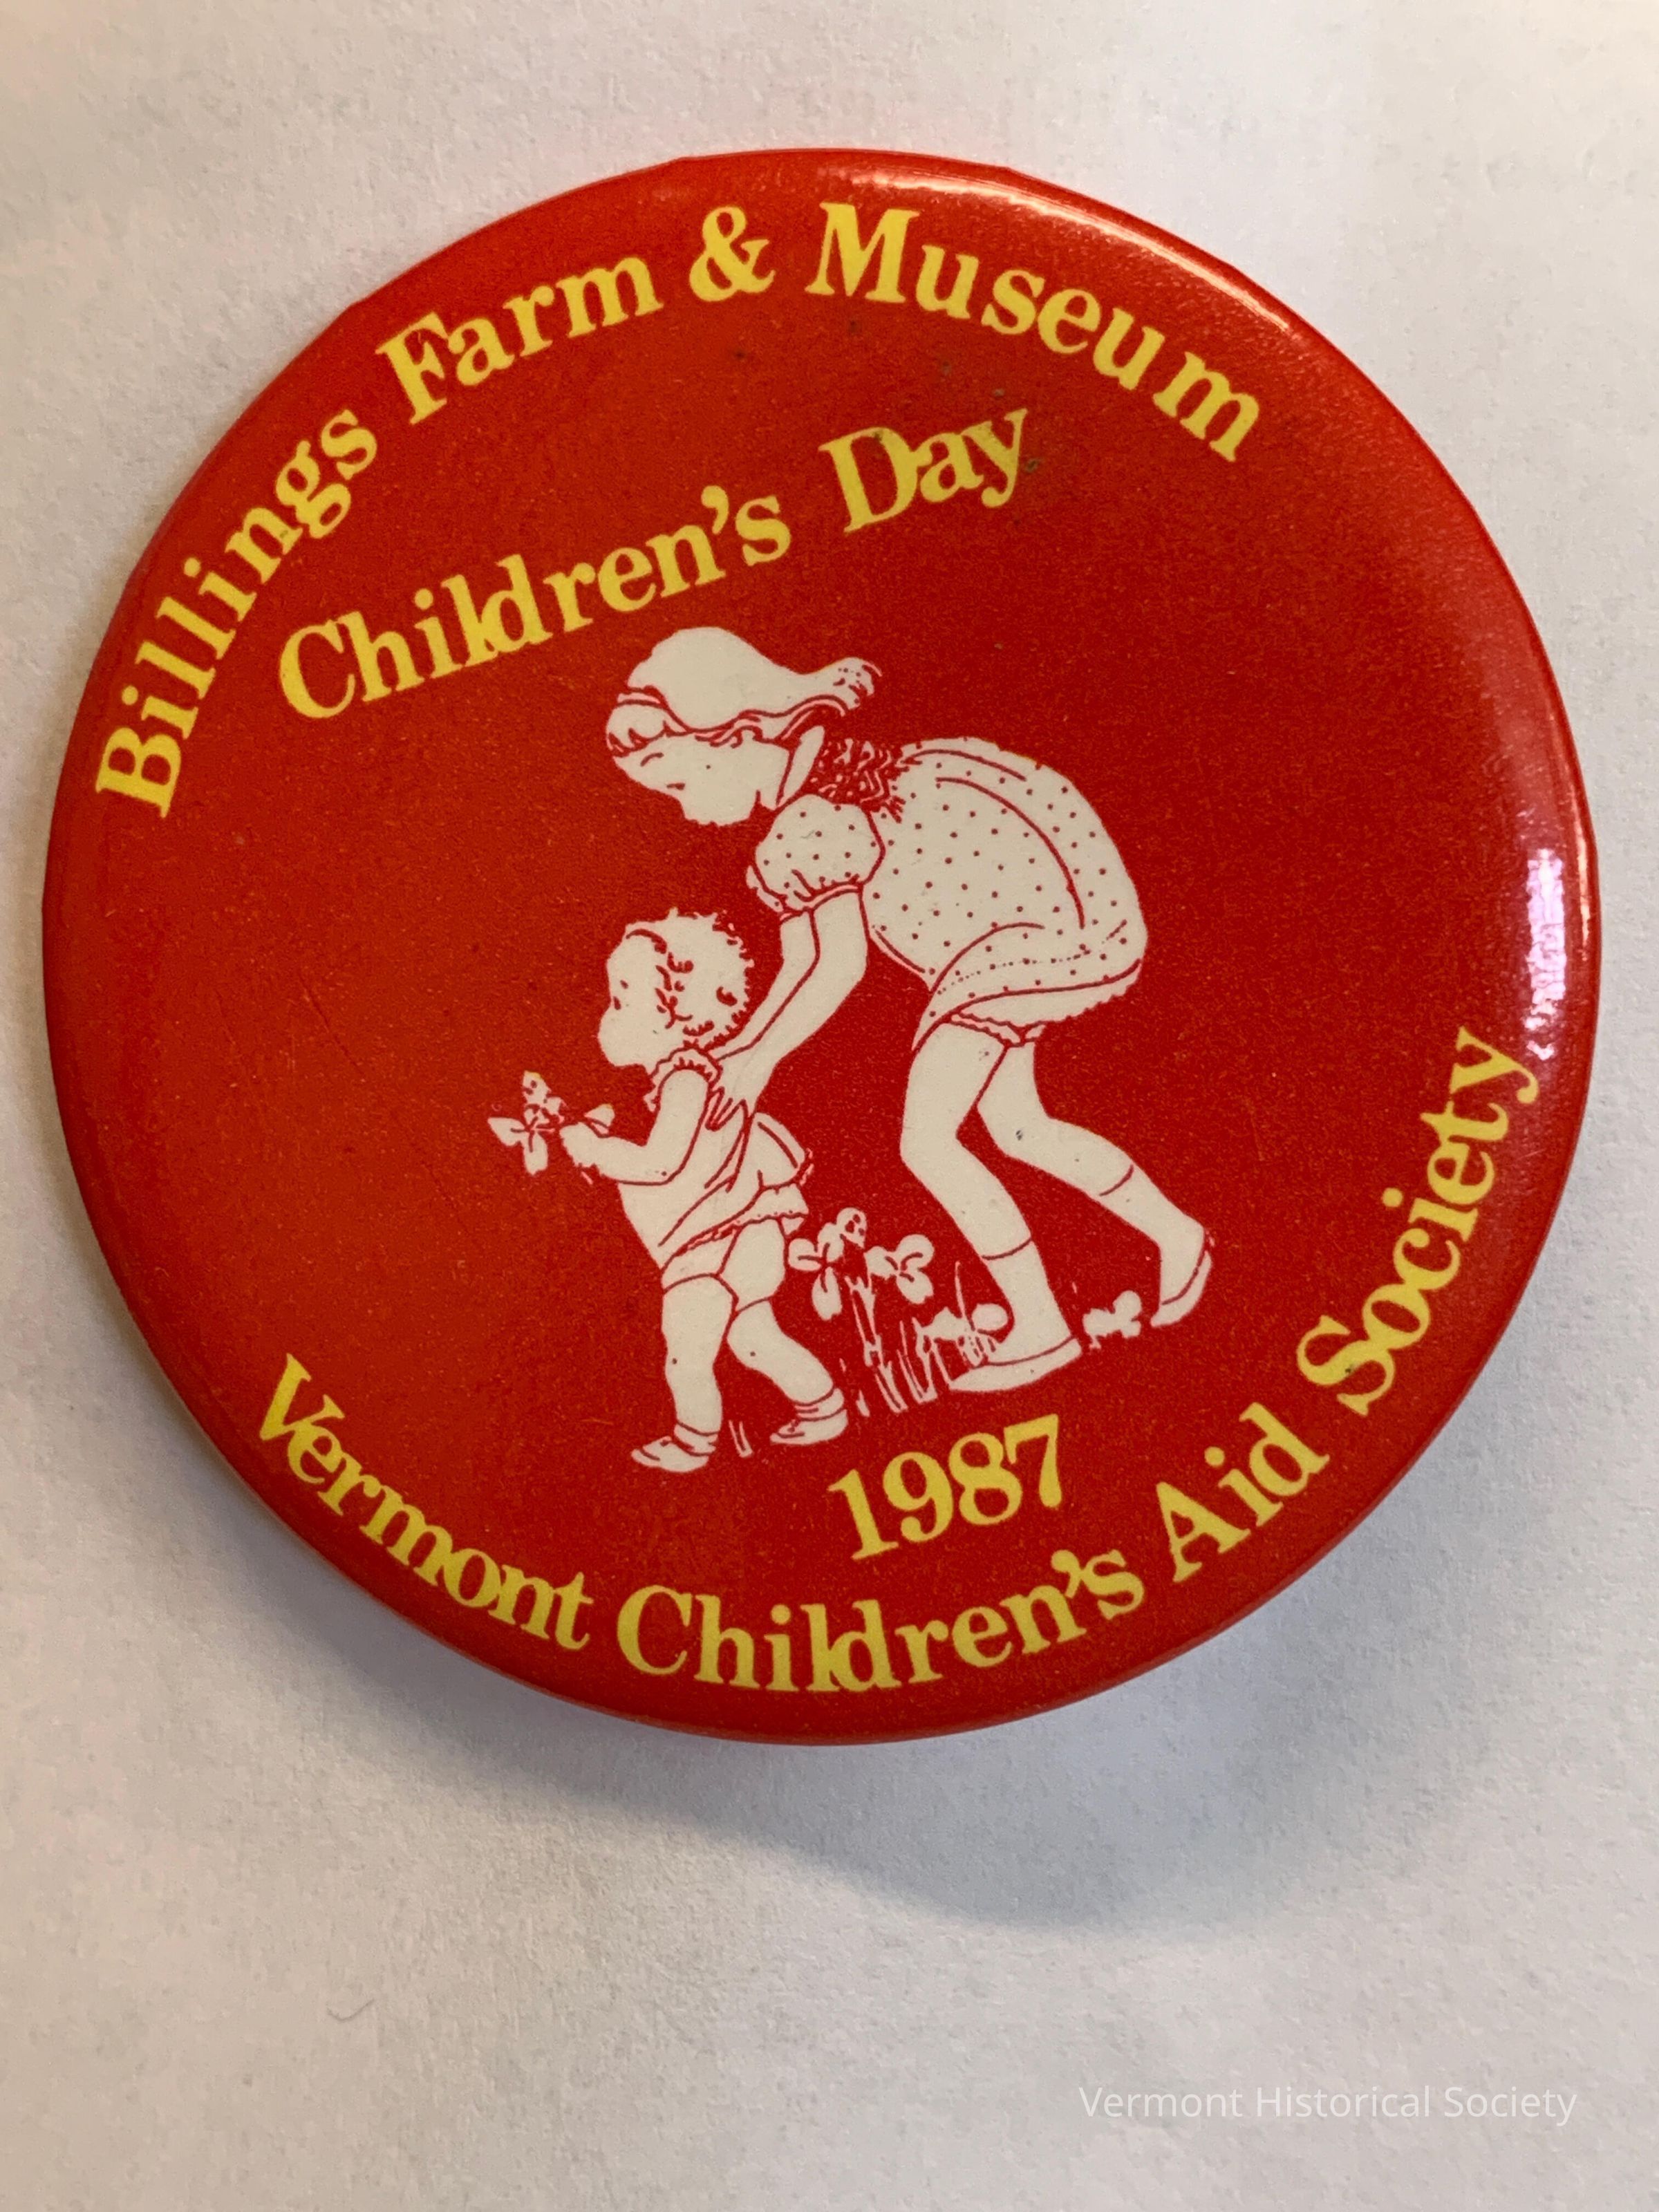 Billings Farm & Museum
Children's Day
1987
Vermont Children's Aid Society
Vermont Historical Society